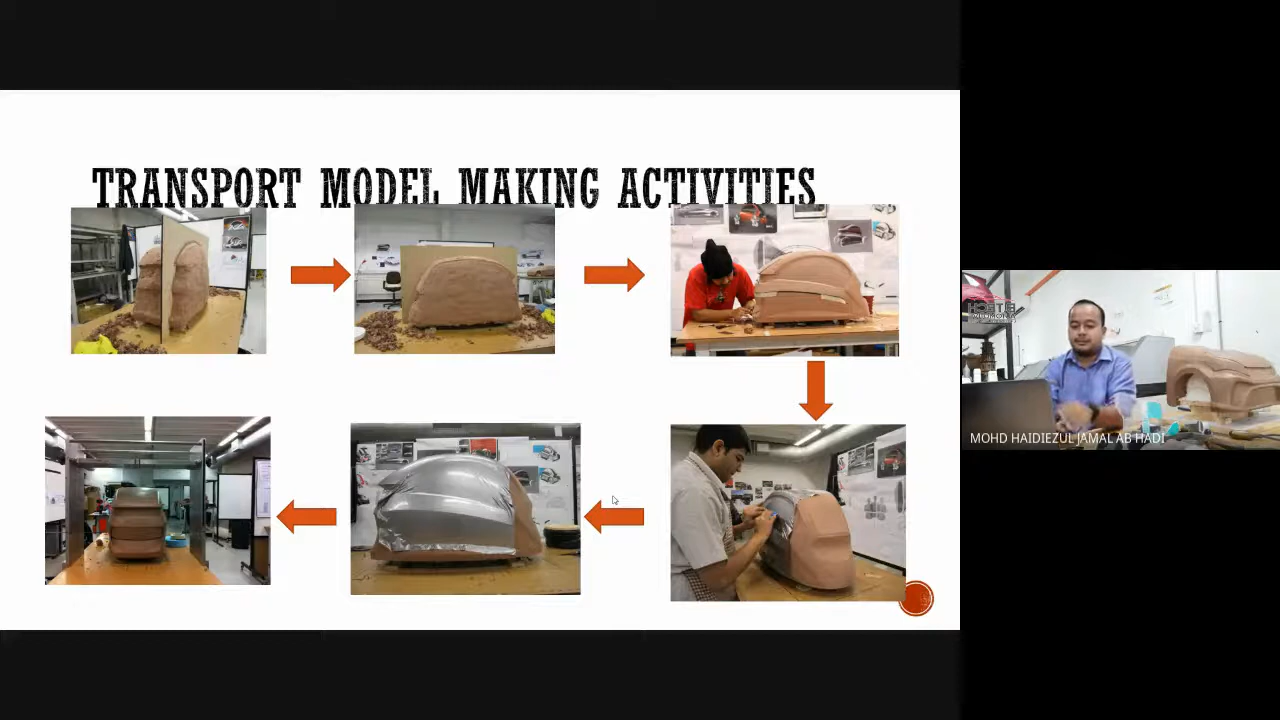 TRANSPORT MODEL MAKING ACTIVITIES
MOHD HAIDIEZUL JAMAL AB HADI